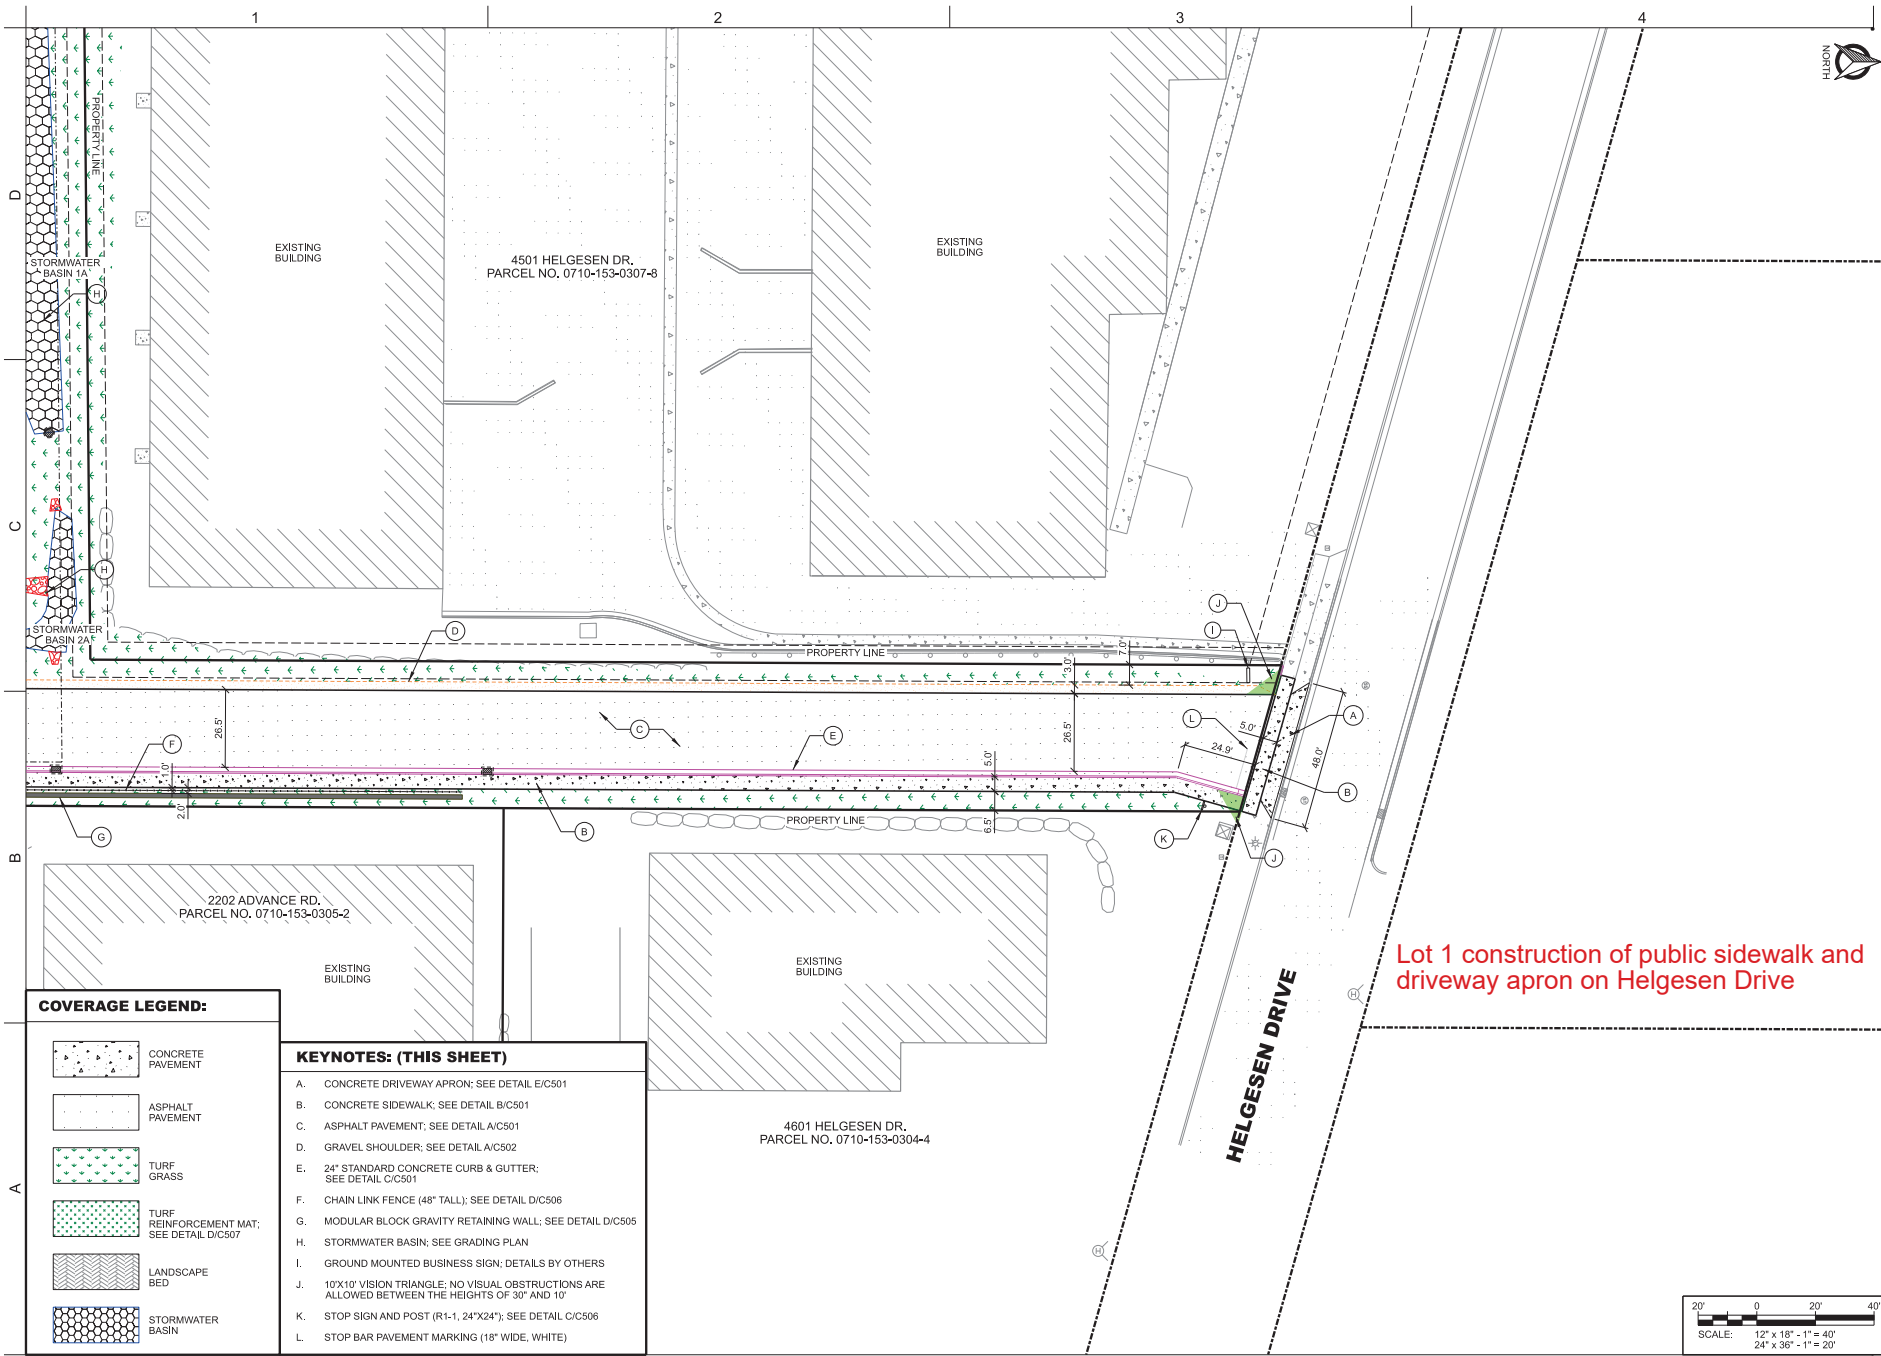 1
2
3
4
NORTH
D
C
B
A
PROPERTY LINE
STORMWATER
BASIN 1A
H
EXISTING
BUILDING
4501 HELGESEN DR.
PARCEL NO. 0710-153-0307-8
EXISTING
BUILDING
H
STORMWATER
BASIN 2A
D
PROPERTY LINE
J
I
7.0'
3.0'
26.5'
C
E
26.5'
L
5.0'
A
24.9'
48.0'
F
1.0'
5.0'
B
2.0'
G
B
PROPERTY LINE
6.5'
K
J
2202 ADVANCE RD.
PARCEL NO. 0710-153-0305-2
EXISTING
BUILDING
EXISTING
BUILDING
Lot 1 construction of public sidewalk and
driveway apron on Helgesen Drive
H
HELGESEN DRIVE
4601 HELGESEN DR.
PARCEL NO. 0710-153-0304-4
H
COVERAGE LEGEND:
CONCRETE
PAVEMENT
ASPHALT
PAVEMENT
TURF
GRASS
TURF
REINFORCEMENT MAT;
SEE DETAIL D/C507
LANDSCAPE
BED
STORMWATER
BASIN
KEYNOTES: (THIS SHEET)
A. CONCRETE DRIVEWAY APRON; SEE DETAIL E/C501
B. CONCRETE SIDEWALK; SEE DETAIL B/C501
C. ASPHALT PAVEMENT; SEE DETAIL A/C501
D. GRAVEL SHOULDER; SEE DETAIL A/C502
E. 24" STANDARD CONCRETE CURB & GUTTER;
SEE DETAIL C/C501
F. CHAIN LINK FENCE (48" TALL); SEE DETAIL D/C506
G. MODULAR BLOCK GRAVITY RETAINING WALL; SEE DETAIL D/C505
H. STORMWATER BASIN; SEE GRADING PLAN
I. GROUND MOUNTED BUSINESS SIGN; DETAILS BY OTHERS
J. 10'X10' VISION TRIANGLE; NO VISUAL OBSTRUCTIONS ARE
ALLOWED BETWEEN THE HEIGHTS OF 30" AND 10'
K. STOP SIGN AND POST (R1-1, 24"X24"); SEE DETAIL C/C506
L. STOP BAR PAVEMENT MARKING (18" WIDE, WHITE)
20' 0 20' 40'
SCALE: 12" x 18" - 1" = 40'
24" x 36" - 1" = 20'